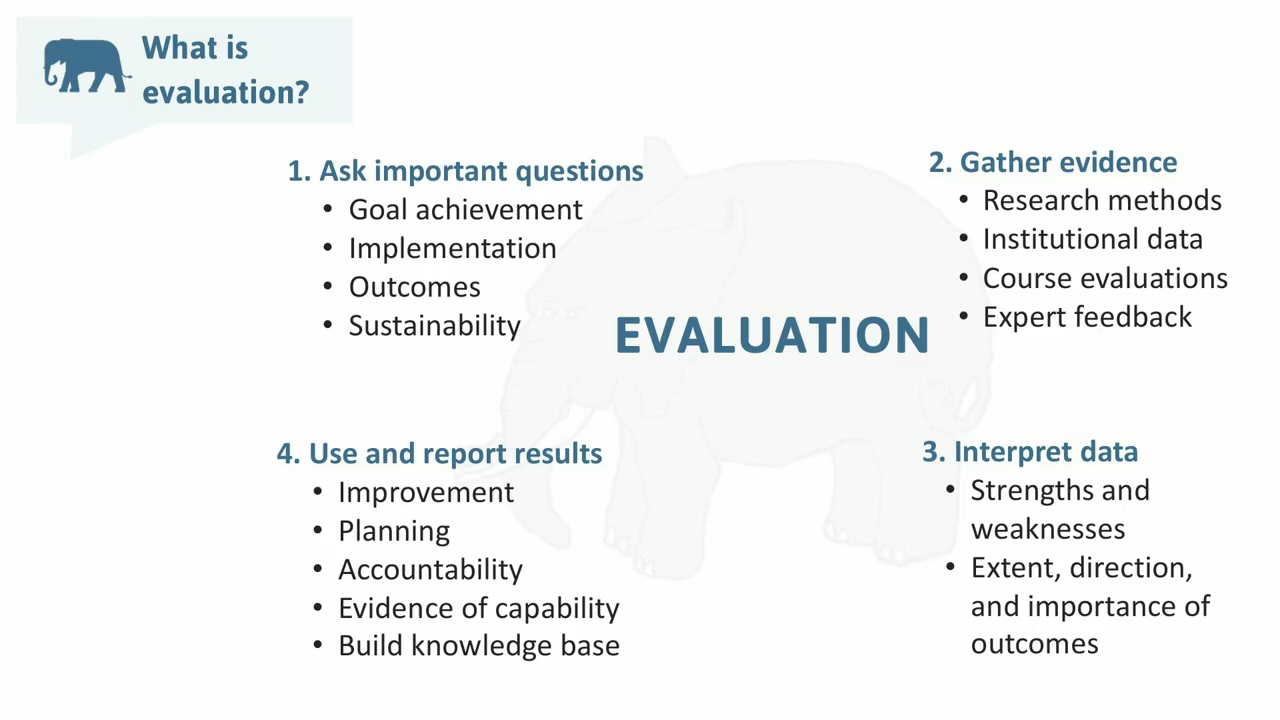 What is
evaluation?
1. Ask important questions
• Goal achievement
• Implementation
• Outcomes
• Sustainability
2. Gather evidence
• Research methods
• Institutional data
• Course evaluations
• Expert feedback
EVALUATION
3. Interpret data
• Strengths and
weaknesses
• Extent, direction,
and importance of
outcomes
4. Use and report results
• Improvement
• Planning
• Accountability
• Evidence of capability
• Build knowledge base